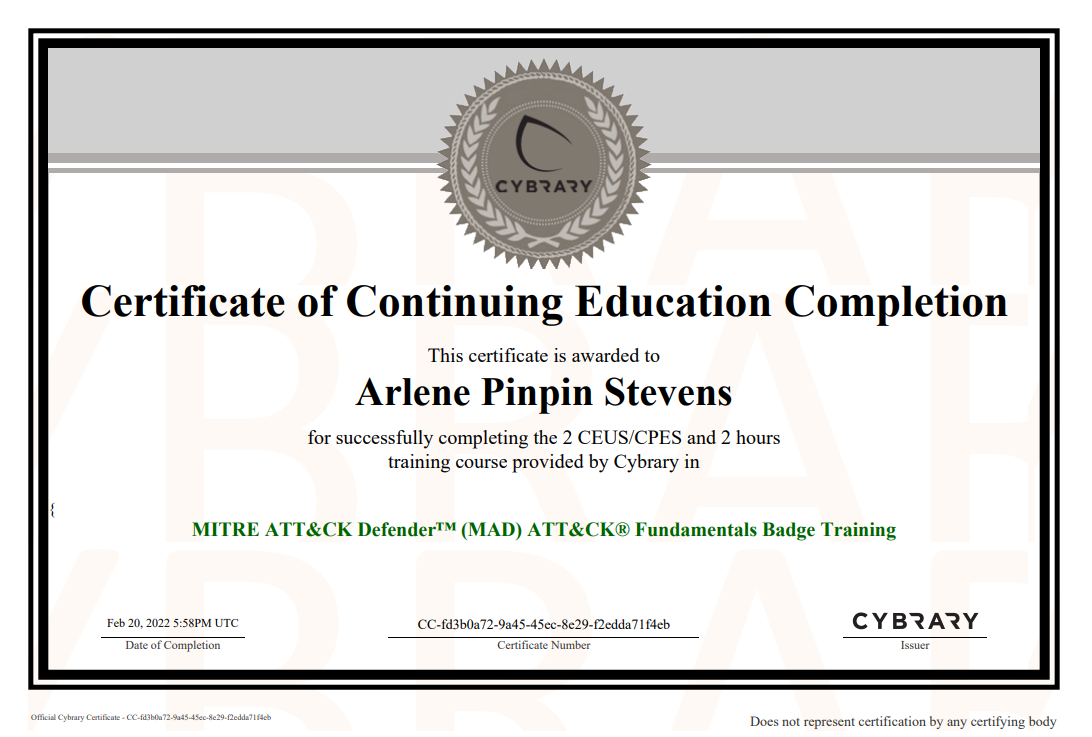 CYBRARY
Certificate of Continuing Education Completion
This certificate is awarded to
Arlene Pinpin Stevens
for successfully completing the 2 CEUS/CPES and 2 hours
training course provided by Cybrary in
{
MITRE ATT&CK Defender™ (MAD) ATT&CK® Fundamentals Badge Training
Feb 20, 2022 5:58PM UTC
Date of Completion
CC-fd3b0a72-9a45-45ec-8e29-f2edda71f4eb
Certificate Number
CYBRARY
Issuer
Official Cybrary Certificate - CC-fd3b0a72-9a45-45ec-8e29-f2edda71f4eb
Does not represent certification by any certifying body